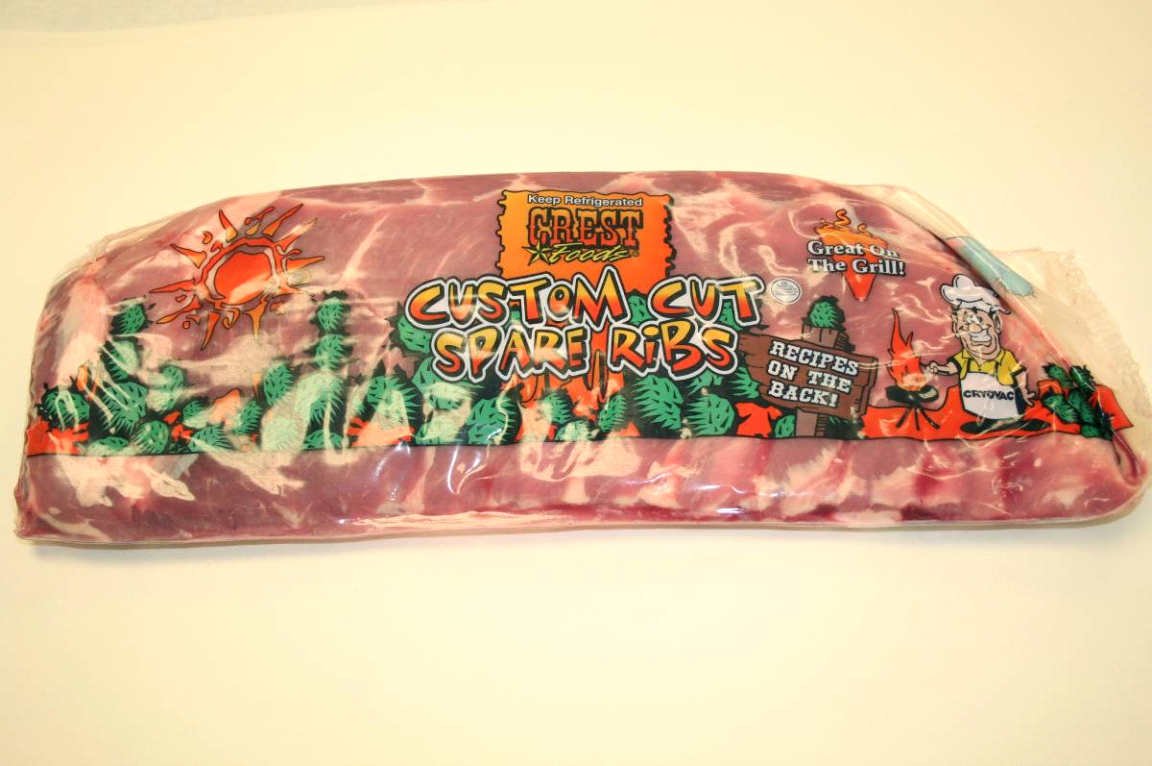 Keep Refrigerated
CREST
Foods
CUSTOM CUT
SPARE RIBS
Great On
The Grill!
RECIPES
ON THE
BACK!
CRYOVAC